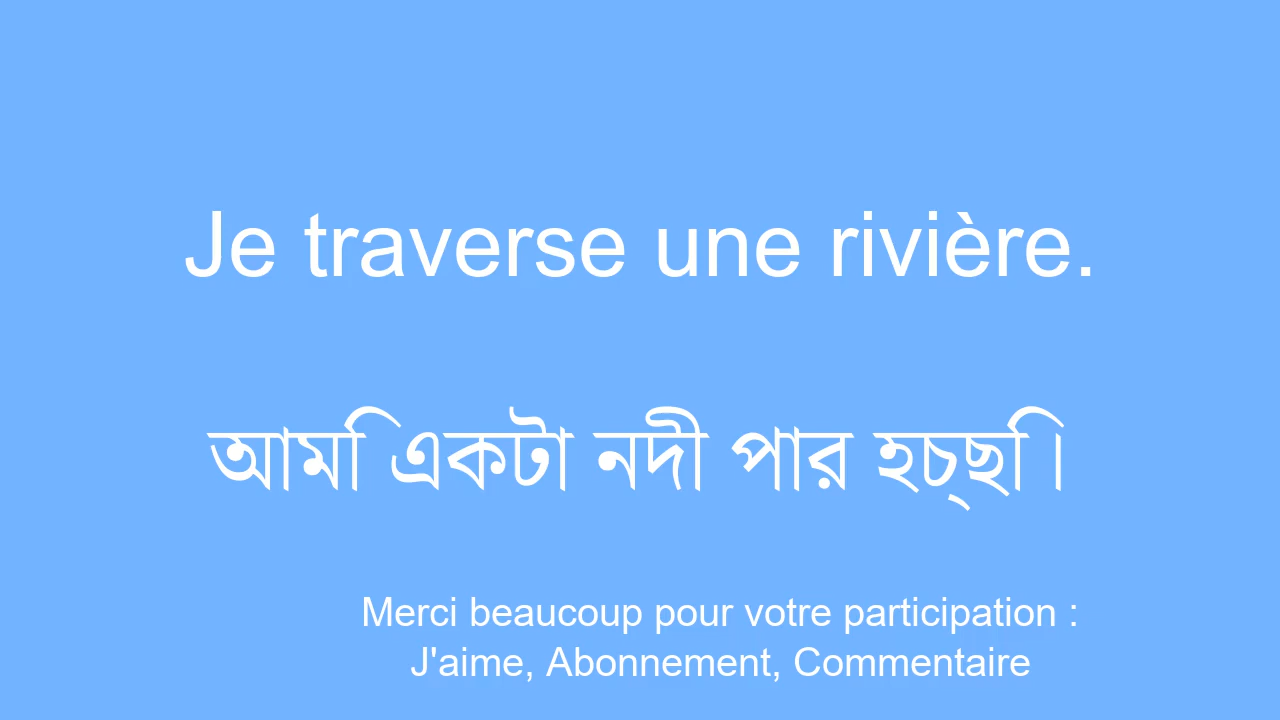 Je traverse une rivière.
আমি একটা নদী পার হচ্ছি।
Merci beaucoup pour votre participation :
J'aime, Abonnement, Commentaire